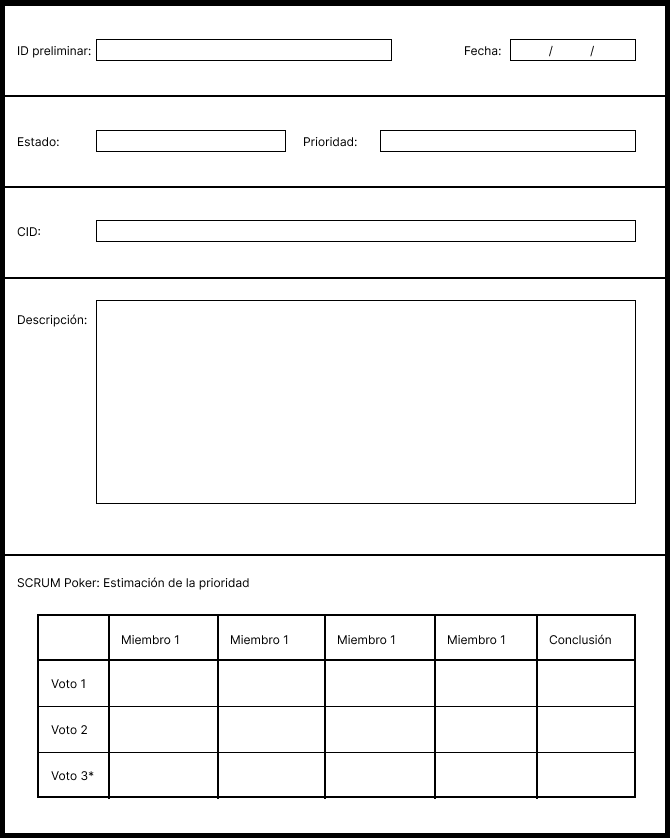 ID preliminar: Fecha: / /
Estado: Prioridad:
CID:
Descripción:
SCRUM Poker: Estimación de la prioridad
Miembro 1 Miembro 1 Miembro 1 Miembro 1 Conclusión
Voto 1
Voto 2
Voto 3*